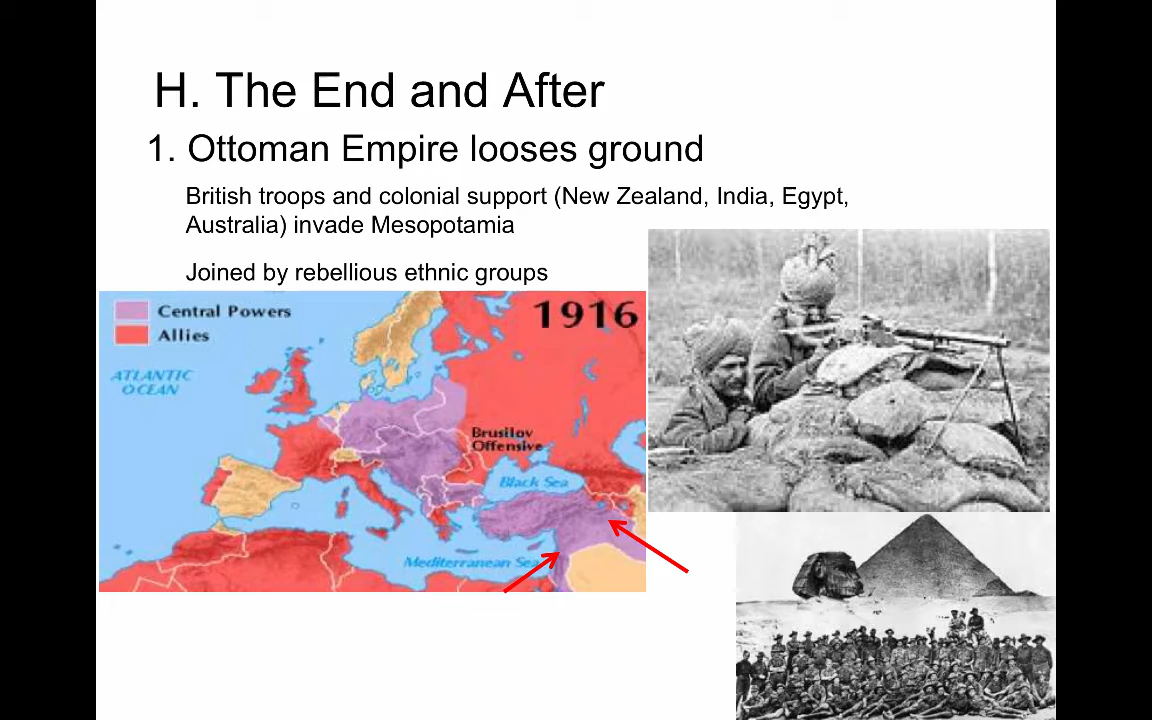 H. The End and After
1. Ottoman Empire looses ground
British troops and colonial support (New Zealand, India, Egypt,
Australia) invade Mesopotamia
Joined by rebellious ethnic groups
Central Powers
Allies
1916
ATLANTIC
OCEAN
Brusilov
Offensive
Black Sea
Mediterranean Sea